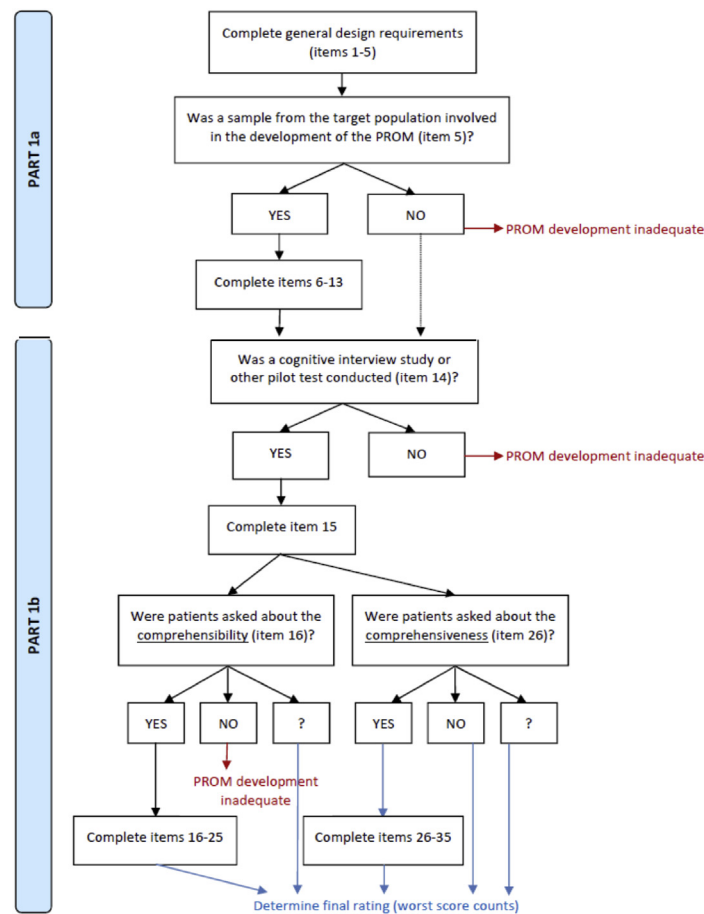 PART 1a
Complete general design requirements
(items 1-5)
Was a sample from the target population involved
in the development of the PROM (item 5)?
YES
NO
PROM development inadequate
Complete items 6-13
PART 1b
Was a cognitive interview study or
other pilot test conducted (item 14)?
YES
NO
PROM development inadequate
Complete item 15
Were patients asked about the
comprehensibility (item 16)?
Were patients asked about the
comprehensiveness (item 26)?
YES
NO
?
YES
NO
?
PROM development
inadequate
Complete items 16-25
Complete items 26-35
Determine final rating (worst score counts)